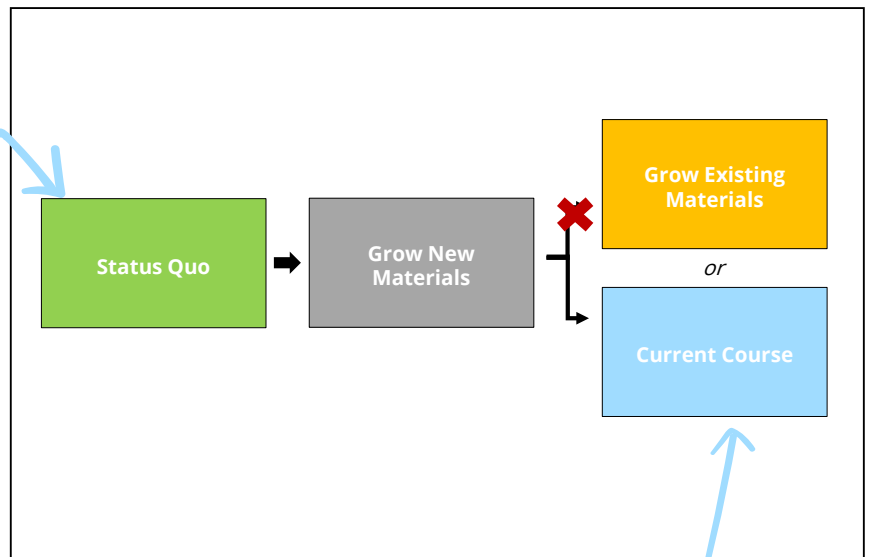 Status Quo
Grow New
Materials
Grow Existing
Materials
or
Current Course